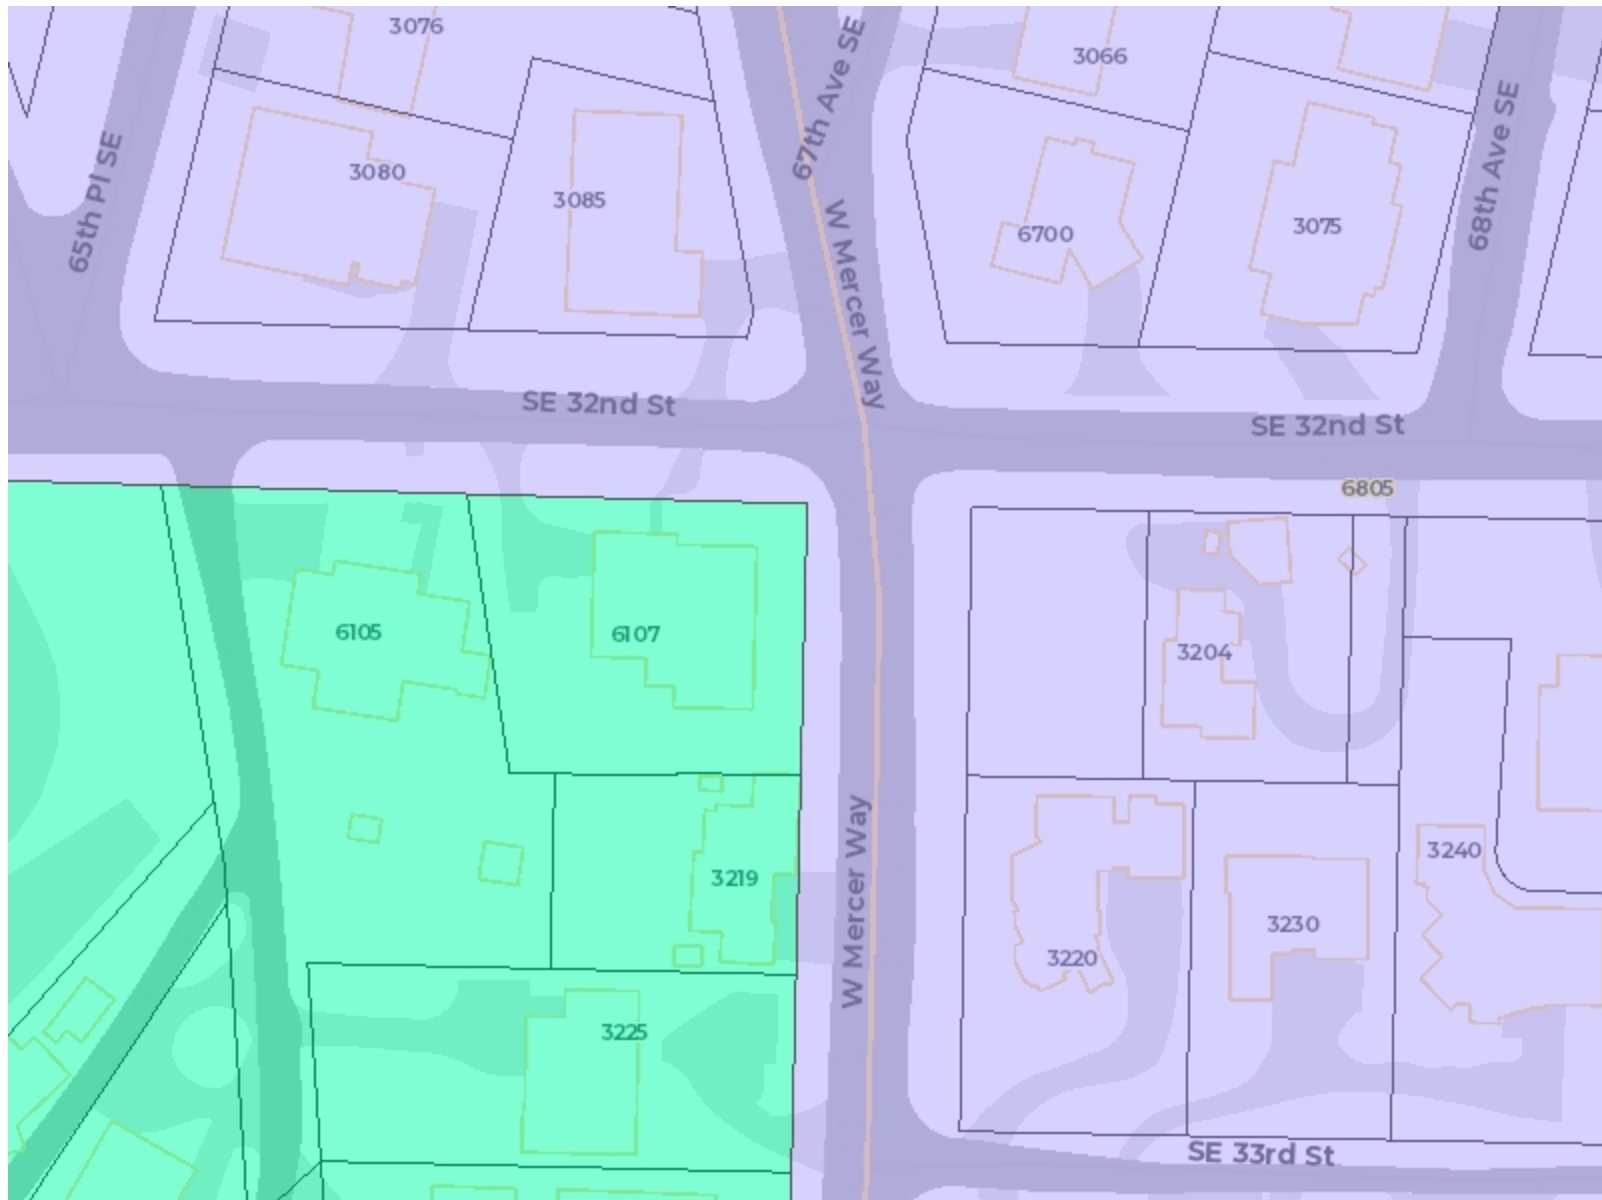 3076
67th Ave SE
3066
65th Pl SE
3080
3085
W Mercer Way
6700
3075
68th Ave SE
SE 32nd St
SE 32nd St
6805
6105
6107
3204
3219
W Mercer Way
3220
3230
3240
3225
SE 33rd St